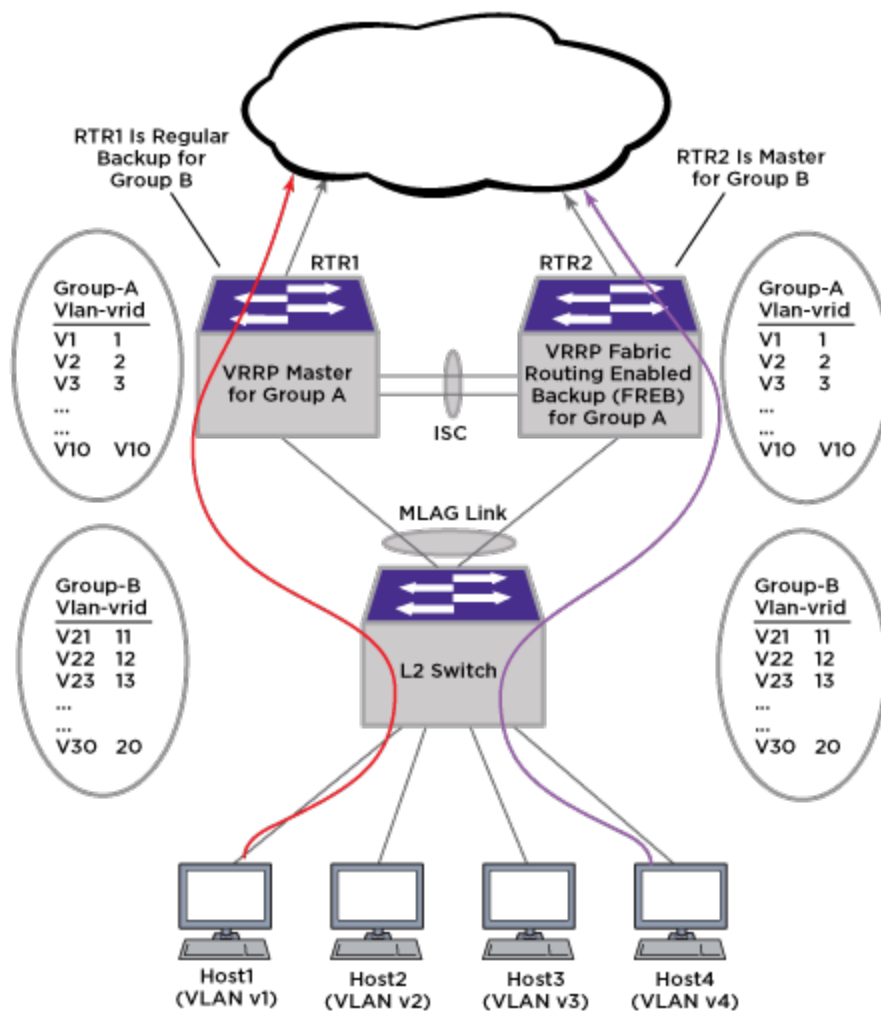 RTR1 Is Regular
Backup for
Group B
RTR2 Is Master
for Group B
RTR1
RTR2
Group-A
Vlan-vrid
V1 1
V2 2
V3 3
...
...
V10 V10
VRRP Master
for Group A
ISC
VRRP Fabric
Routing Enabled
Backup (FREB)
for Group A
Group-A
Vlan-vrid
V1 1
V2 2
V3 3
...
...
V10 V10
MLAG Link
Group-B
Vlan-vrid
V21 11
V22 12
V23 13
...
...
V30 20
L2 Switch
Group-B
Vlan-vrid
V21 11
V22 12
V23 13
...
...
V30 20
Host1
(VLAN v1)
Host2
(VLAN v2)
Host3
(VLAN v3)
Host4
(VLAN v4)